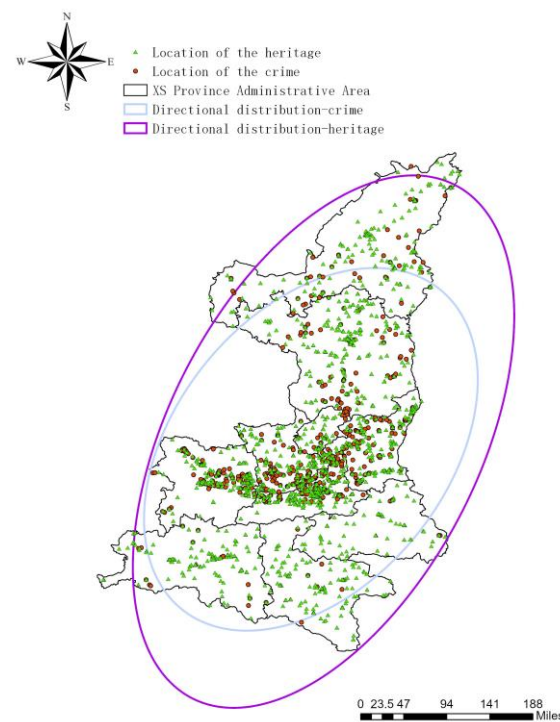 N
W
E
S
Location of the heritage
Location of the crime
XS Province Administrative Area
Directional distribution-crime
Directional distribution-heritage
0 23.5 47 94 141 188
Miles